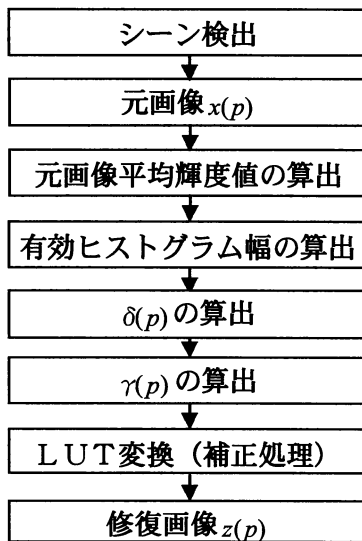 シーン検出
元画像x(p)
元画像平均輝度値の算出
有効ヒストグラム幅の算出
δ(p)の算出
γ(p)の算出
LUT変換（補正処理）
修復画像z(p)